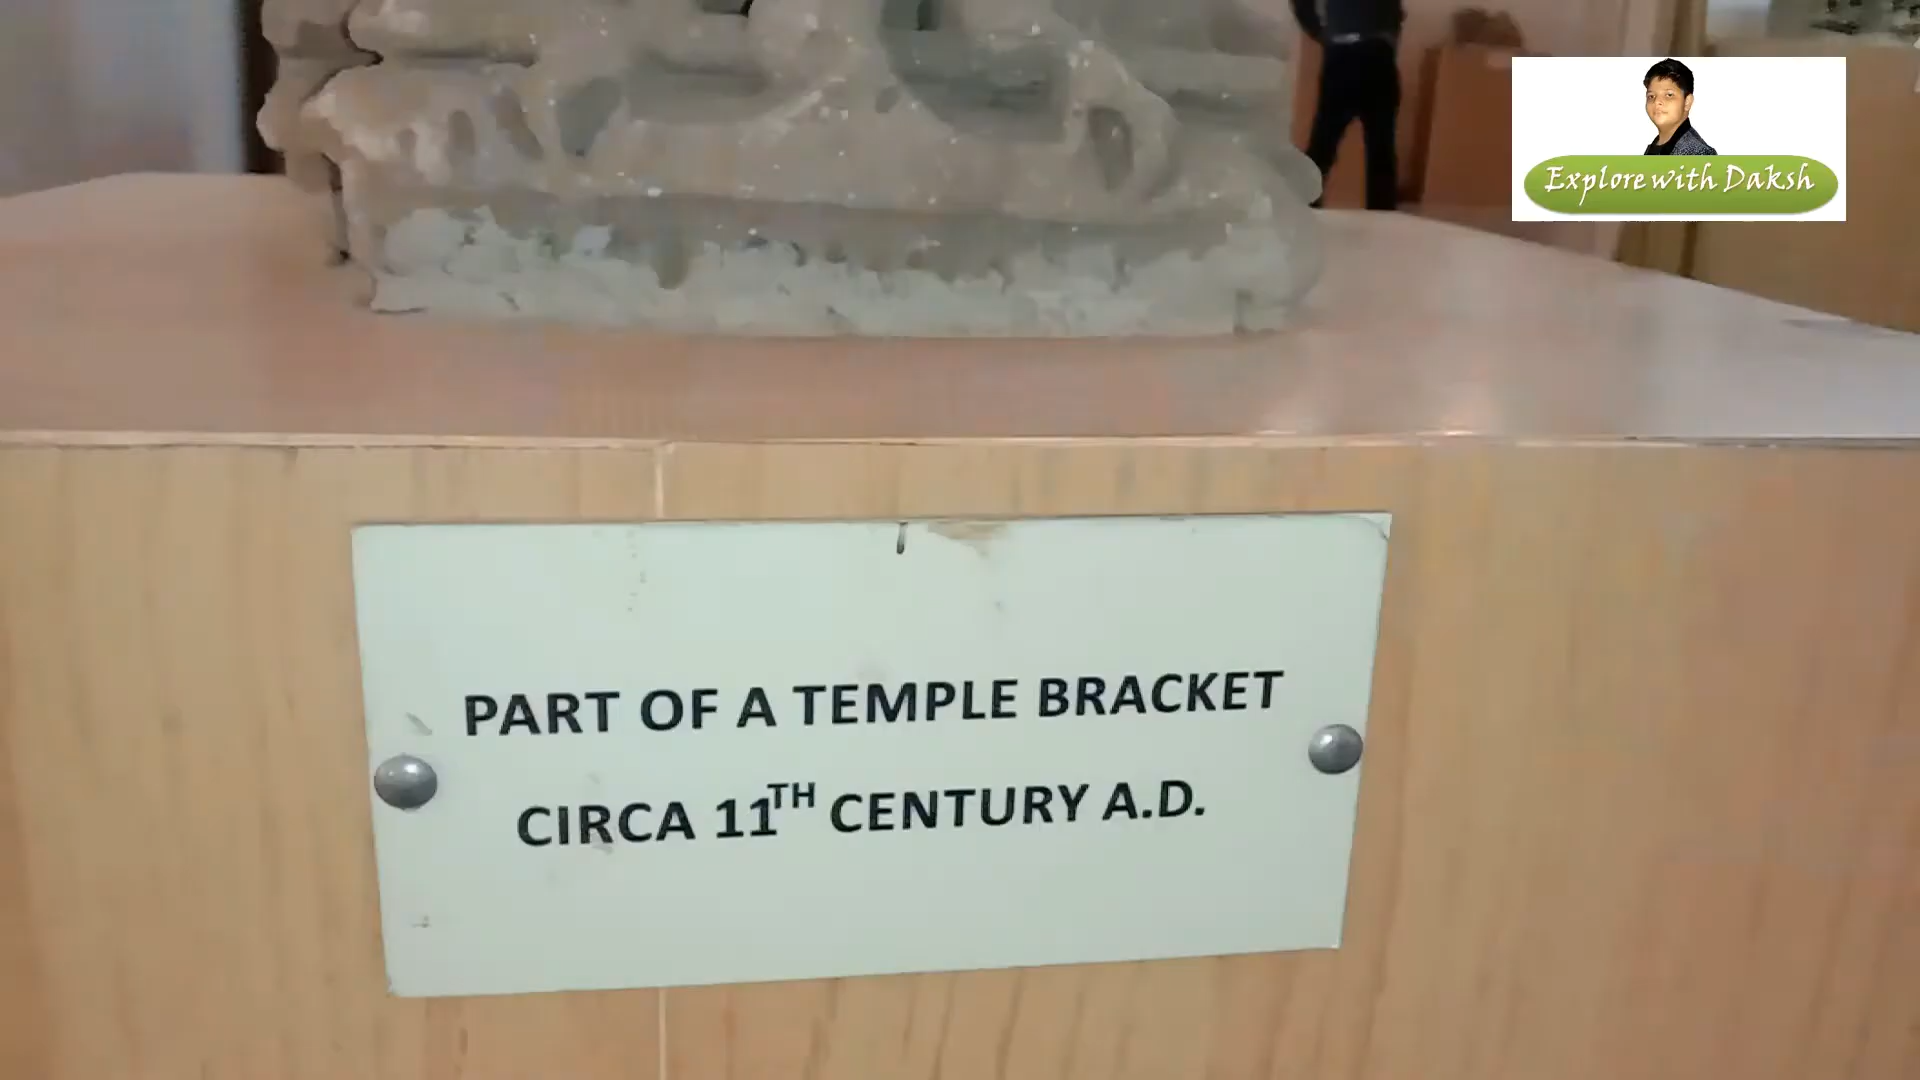 Explore with Daksh
PART OF A TEMPLE BRACKET
CIRCA 11TH CENTURY A.D.